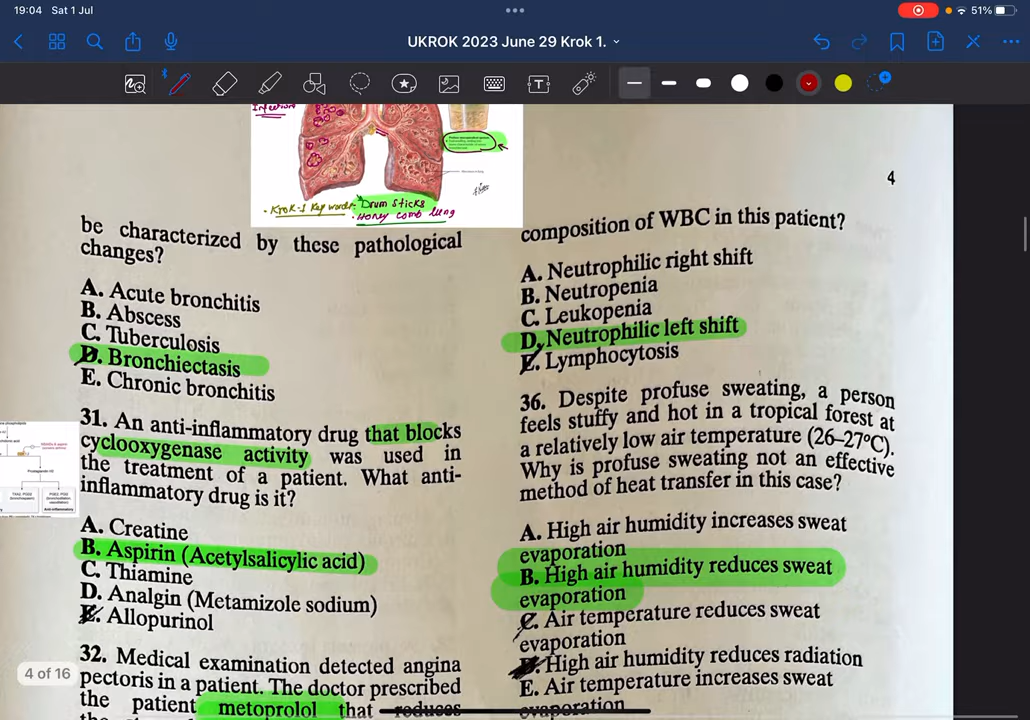 19:04 Sat 1 Jul
51%
UKROK 2023 June 29 Krok 1.
Infection
KROK-1 Key words:
Drum sticks
Honey comb lung
4
be characterized by these pathological
changes?
A. Acute bronchitis
B. Abscess
C. Tuberculosis
D. Bronchiectasis
E. Chronic bronchitis
31. An anti-inflammatory drug that blocks
cyclooxygenase activity was used in
the treatment of a patient. What anti-
inflammatory drug is it?
A. Creatine
B. Aspirin (Acetylsalicylic acid)
C. Thiamine
D. Analgin (Metamizole sodium)
E. Allopurinol
32. Medical examination detected angina
pectoris in a patient. The doctor prescribed
the patient metoprolol that reduces
composition of WBC in this patient?
A. Neutrophilic right shift
B. Neutropenia
C. Leukopenia
D. Neutrophilic left shift
E. Lymphocytosis
36. Despite profuse sweating, a person
feels stuffy and hot in a tropical forest at
a relatively low air temperature (26–27°C).
Why is profuse sweating not an effective
method of heat transfer in this case?
A. High air humidity increases sweat
evaporation
B. High air humidity reduces sweat
evaporation
C. Air temperature reduces sweat
evaporation
D. High air humidity reduces radiation
E. Air temperature increases sweat
evaporation
4 of 16